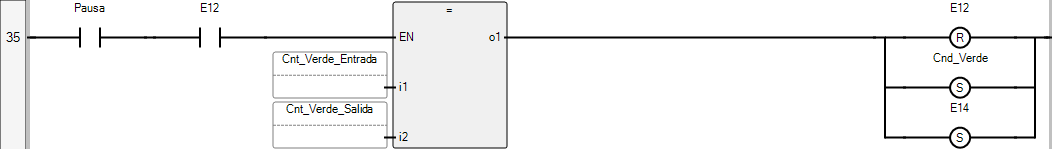 Pausa E12 = E12
35 EN o1 R
Cnt_Verde_Entrada Cnd_Verde
i1 S
Cnt_Verde_Salida E14
i2 S